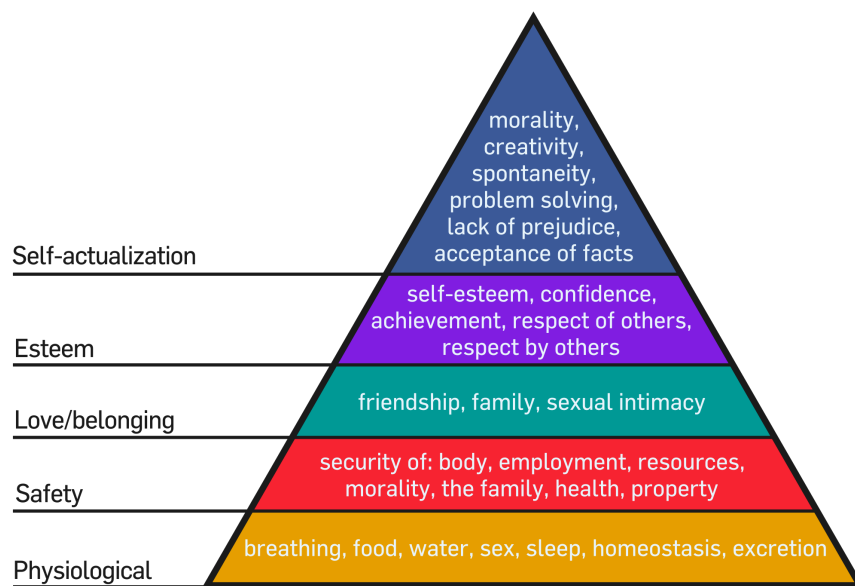 morality,
creativity,
spontaneity,
problem solving,
lack of prejudice,
acceptance of facts
Self-actualization
self-esteem, confidence,
achievement, respect of others,
respect by others
Esteem
friendship, family, sexual intimacy
Love/belonging
security of: body, employment, resources,
morality, the family, health, property
Safety
breathing, food, water, sex, sleep, homeostasis, excretion
Physiological